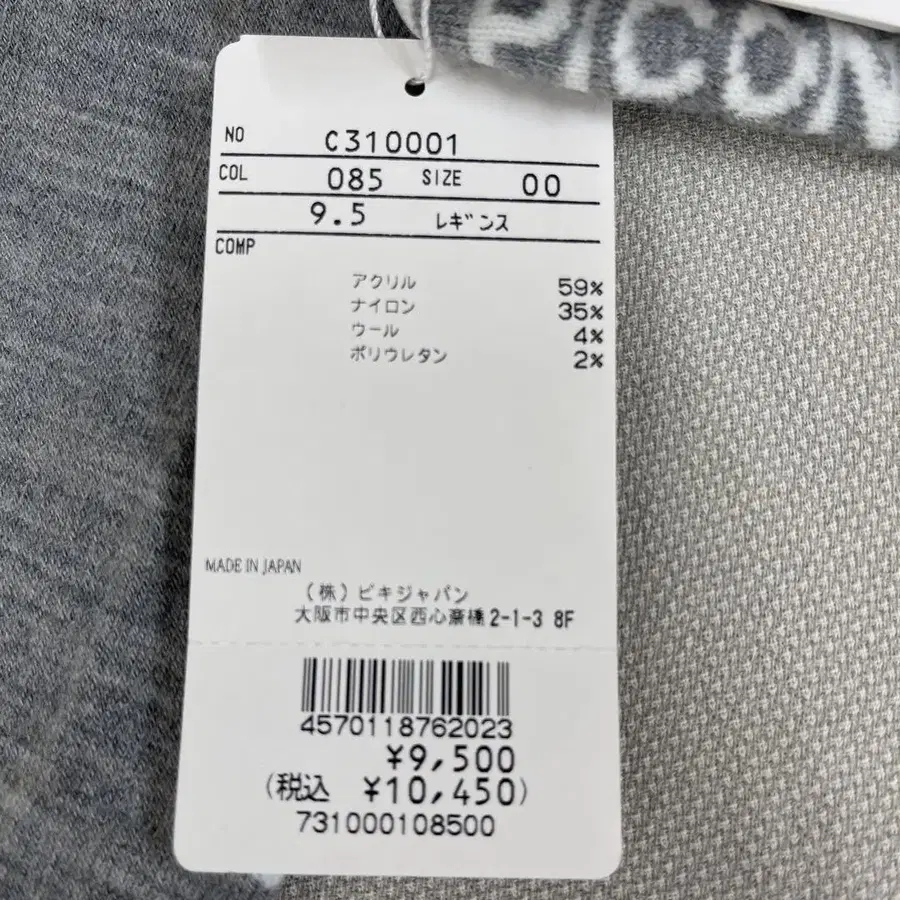 PICON
NO C310001
COL 085 SIZE 00
9.5 レギンス
COMP
アクリル 59%
ナイロン 35%
ウール 4%
ポリウレタン 2%
MADE IN JAPAN
(株)ビキジャパン
大阪市中央区西心斎橋2-1-3 8F
4570118762023
¥9,500
(税込 ¥10,450)
731000108500